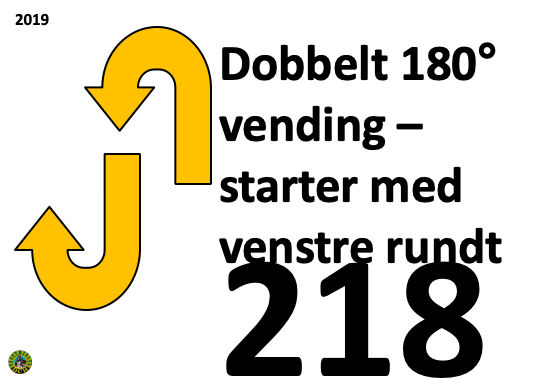 2019
Dobbelt 180°
vending –
starter med
venstre rundt
218